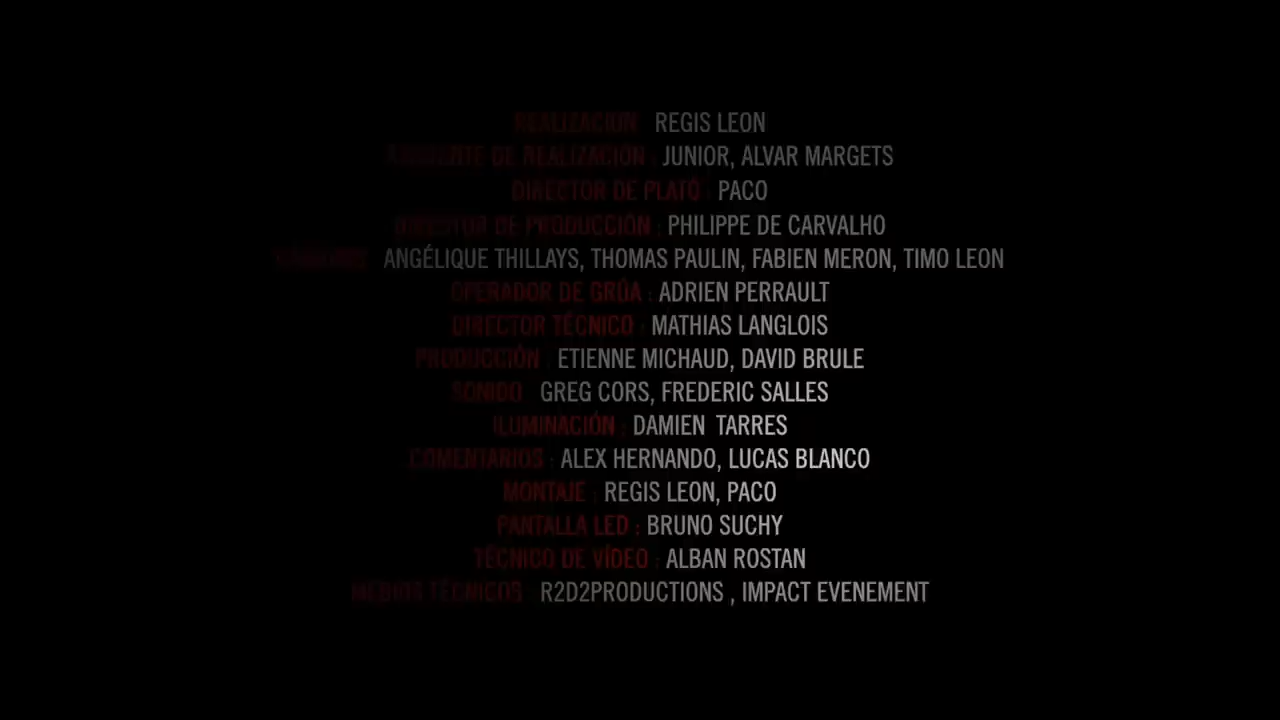 REALIZACION REGIS LEON
DE REALIZACION : JUNIOR, ALVAR MARGETS
DIRECTOR DE PLATÓ : PACO
DIRECTOR DE PRODUCCIÓN : PHILIPPE DE CARVALHO
ANGÉLIQUE THILLAYS, THOMAS PAULIN, FABIEN MERON, TIMO LEON
OPERADOR DE GRÚA : ADRIEN PERRAULT
DIRECTOR TÉCNICO : MATHIAS LANGLOIS
PRODUCCIÓN : ETIENNE MICHAUD, DAVID BRULE
SONIDO GREG CORS, FREDERIC SALLES
ILUMINACIÓN : DAMIEN TARRES
COMENTARIOS : ALEX HERNANDO, LUCAS BLANCO
MONTAJE : REGIS LEON, PACO
PANTALLA LED : BRUNO SUCHY
TÉCNICO DE VÍDEO : ALBAN ROSTAN
MEDIOS TÉCNICOS R2D2PRODUCTIONS , IMPACT EVENEMENT